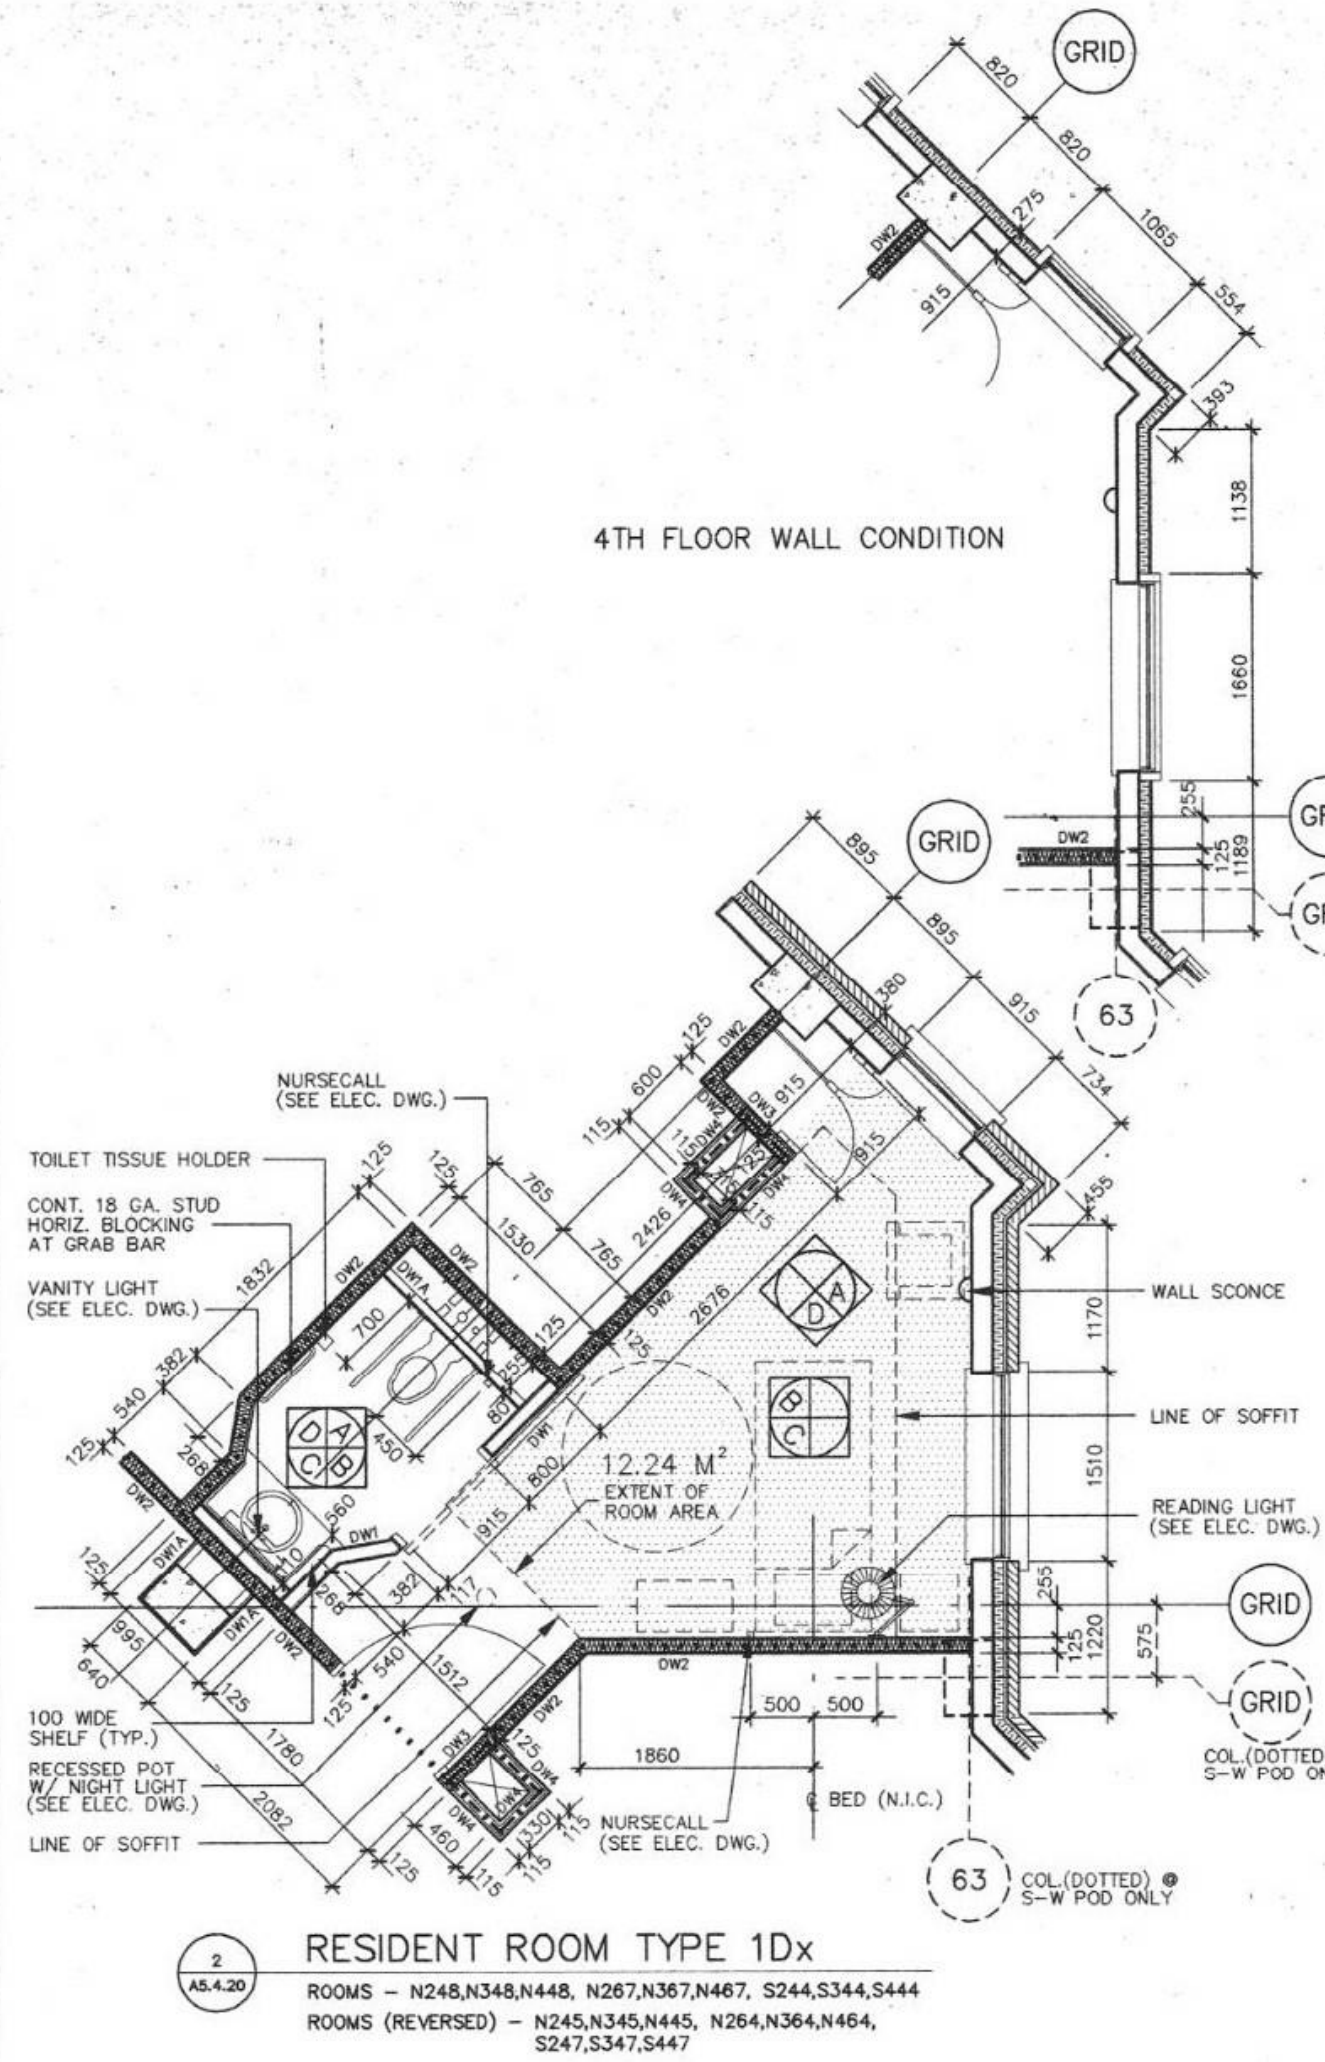 GRID
820
820
1065
554
275
DW2
915
393
1138
4TH FLOOR WALL CONDITION
1660
255
DW2
125
1189
63
GRID
895
895
380
915
734
125
DW2
600
115
DW2
DW3
915
DW4
DW4
DW4
125
115
915
455
NURSECALL
(SEE ELEC. DWG.)
TOILET TISSUE HOLDER
CONT. 18 GA. STUD
HORIZ. BLOCKING
AT GRAB BAR
VANITY LIGHT
(SEE ELEC. DWG.)
125
125
765
1530
765
2426
2676
1832
382
540
125
268
DW2
DW1A
DW2
700
DW2
125
125
255
80
DW1
450
A
B
C
D
A
D
B
C
WALL SCONCE
1170
LINE OF SOFFIT
1510
12.24 M²
EXTENT OF
ROOM AREA
READING LIGHT
(SEE ELEC. DWG.)
800
915
560
DW1
DW2
DW1A
DW1A
DW2
268
382
117
125
995
640
125
1780
2082
125
540
1512
DW2
DW3
125
DW4
DW4
DW4
460
330
115
115
125
115
DW2
500
500
1860
₵ BED (N.I.C.)
255
125
1220
575
GRID
GRID
COL.(DOTTED)
S-W POD
100 WIDE
SHELF (TYP.)
RECESSED POT
W/ NIGHT LIGHT
(SEE ELEC. DWG.)
LINE OF SOFFIT
NURSECALL
(SEE ELEC. DWG.)
63
COL.(DOTTED) @
S-W POD ONLY
2
A5.4.20
RESIDENT ROOM TYPE 1Dx
ROOMS - N248,N348,N448, N267,N367,N467, S244,S344,S444
ROOMS (REVERSED) - N245,N345,N445, N264,N364,N464,
S247,S347,S447